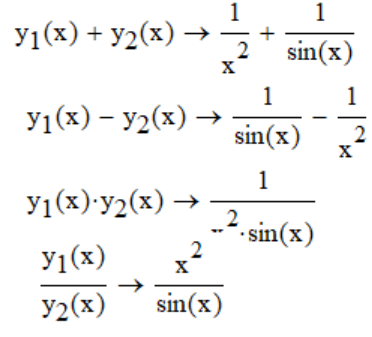 y₁(x) + y₂(x) → 1/x² + 1/sin(x)
y₁(x) − y₂(x) → 1/sin(x) − 1/x²
y₁(x)·y₂(x) → 1/ ²·sin(x)
y₁(x)/y₂(x) → x²/sin(x)